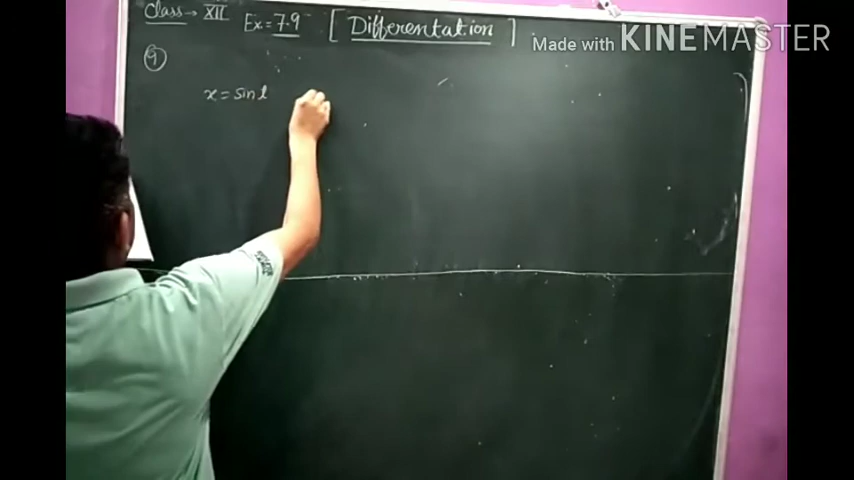 Class → XII Ex = 7.9 [ Differentation ]
Made with KINEMASTER
9
x = sin t